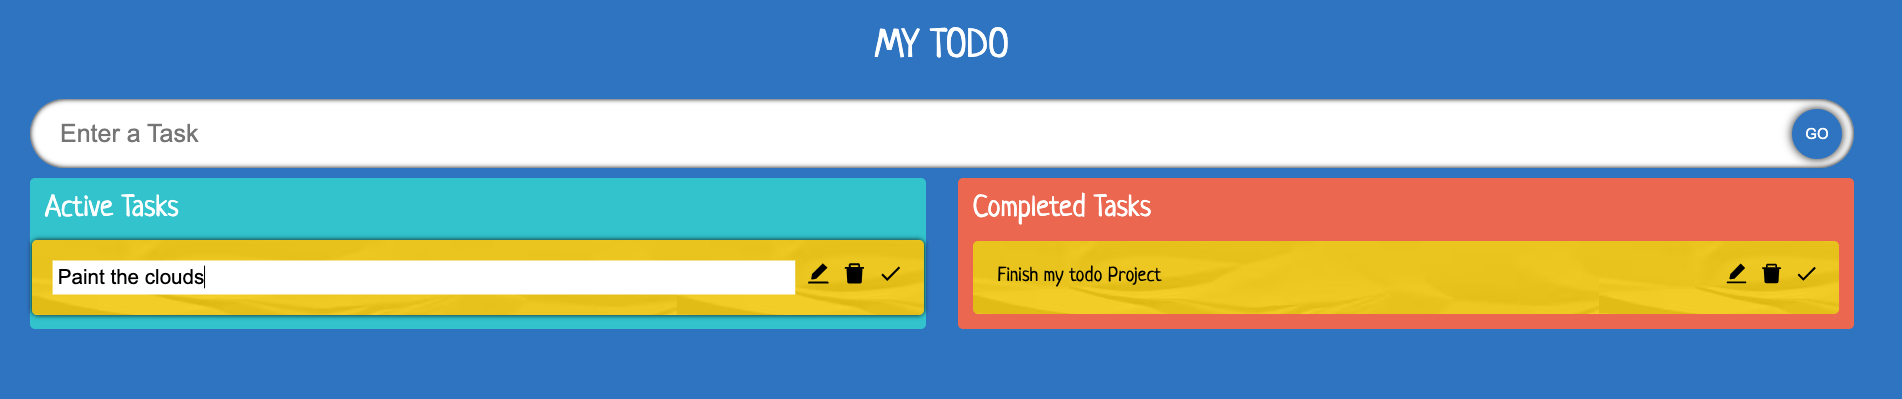 MY TODO
Enter a Task
GO
Active Tasks
Completed Tasks
Paint the clouds
Finish my todo Project